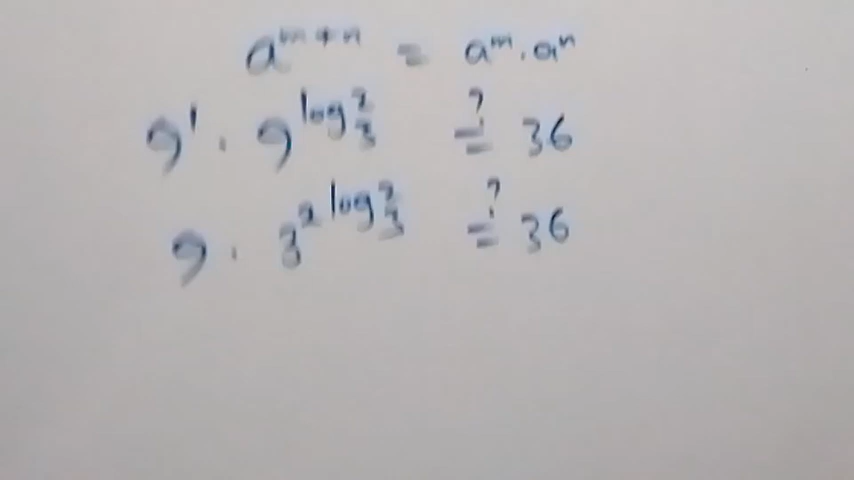 a^{m+n} = a^m . a^n
9^1 . 9^{log_3^2} ?= 36
9 . 3^{2 log_3^2} ?= 36